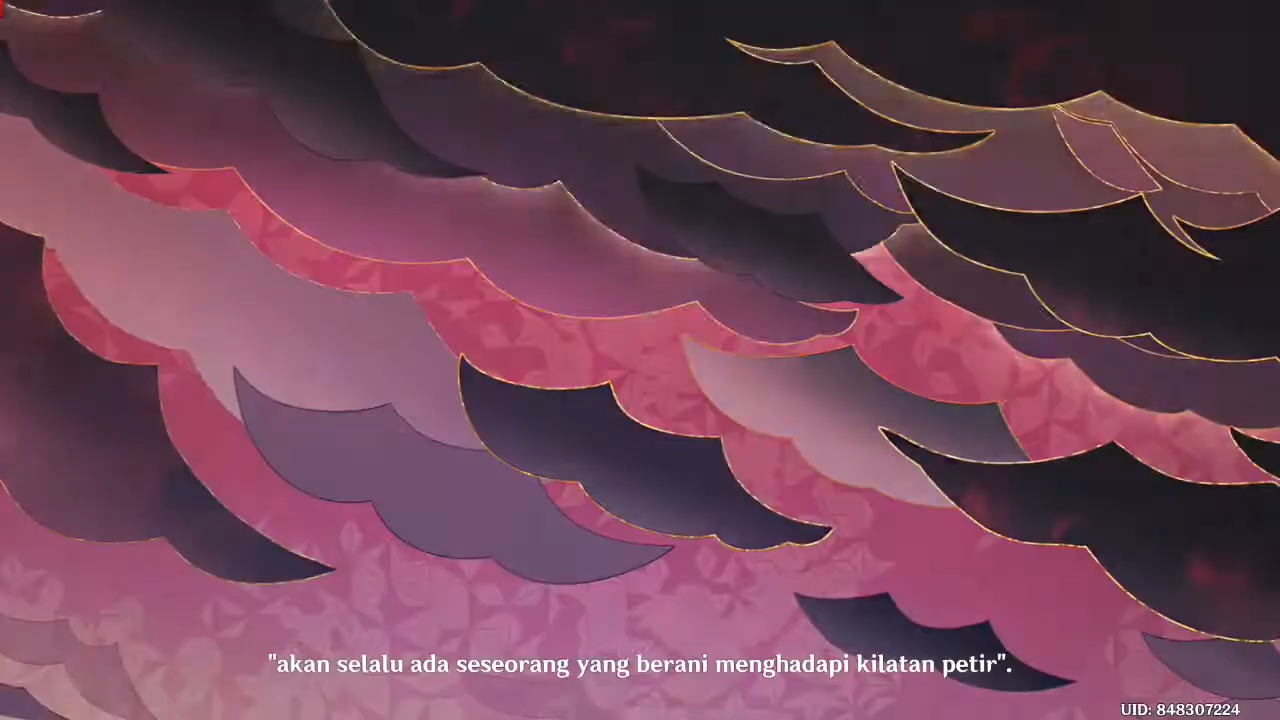 "akan selalu ada seseorang yang berani menghadapi kilatan petir".
UID: 848307224